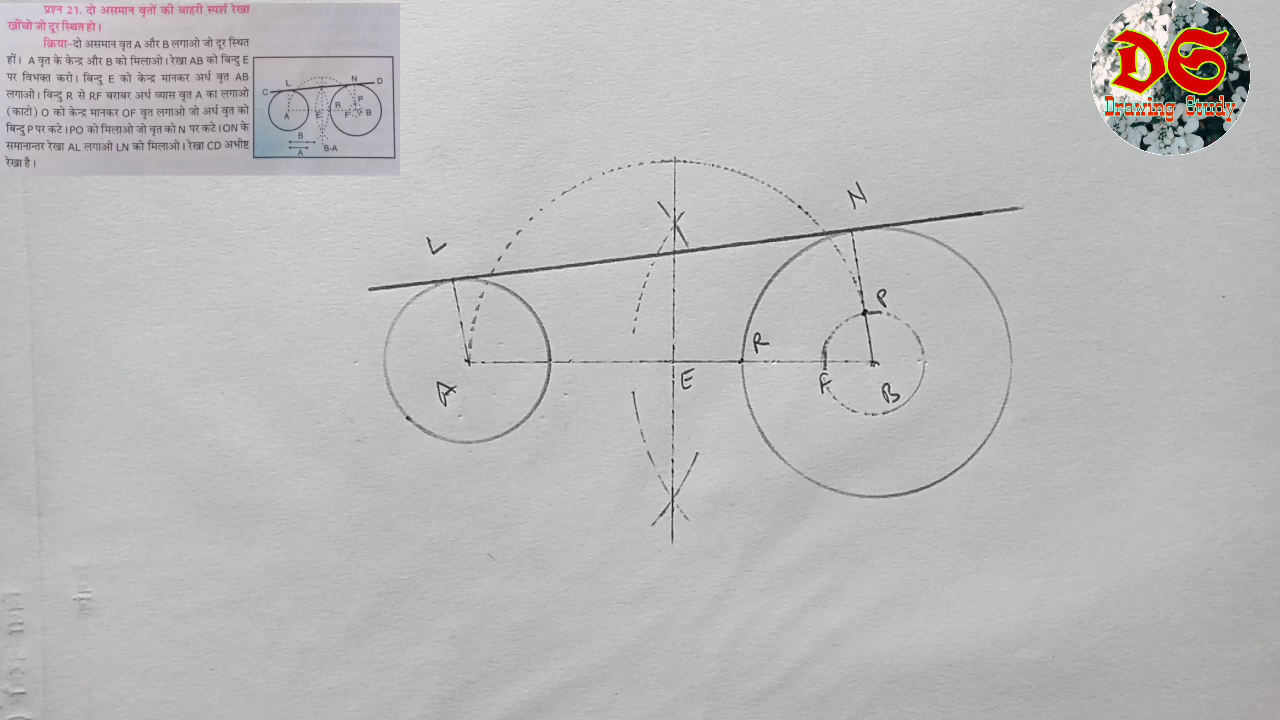 प्रश्न 21. दो असमान वृतों की बाहरी स्पर्श रेखा
खींचो जो दूर स्थित हो।
क्रिया-दो असमान वृत A और B लगाओ जो दूर स्थित
हों। A वृत के केन्द्र और B को मिलाओ। रेखा AB को बिन्दु E
पर विभक्त करो। बिन्दु E को केन्द्र मानकर अर्ध वृत AB
लगाओ। बिन्दु R से RF बराबर अर्ध व्यास वृत A का लगाओ
(काटो) O को केन्द्र मानकर OF वृत लगाओ जो अर्ध वृत को
बिन्दु P पर कटे। PO को मिलाओ जो वृत को N पर कटे। ON के
समानान्तर रेखा AL लगाओ LN को मिलाओ। रेखा CD अभीष्ट
रेखा है।
L N D
C
P
R
A E F B
B
A B-A
DS
Drawing Study
N
L
P
R
E
F
A B